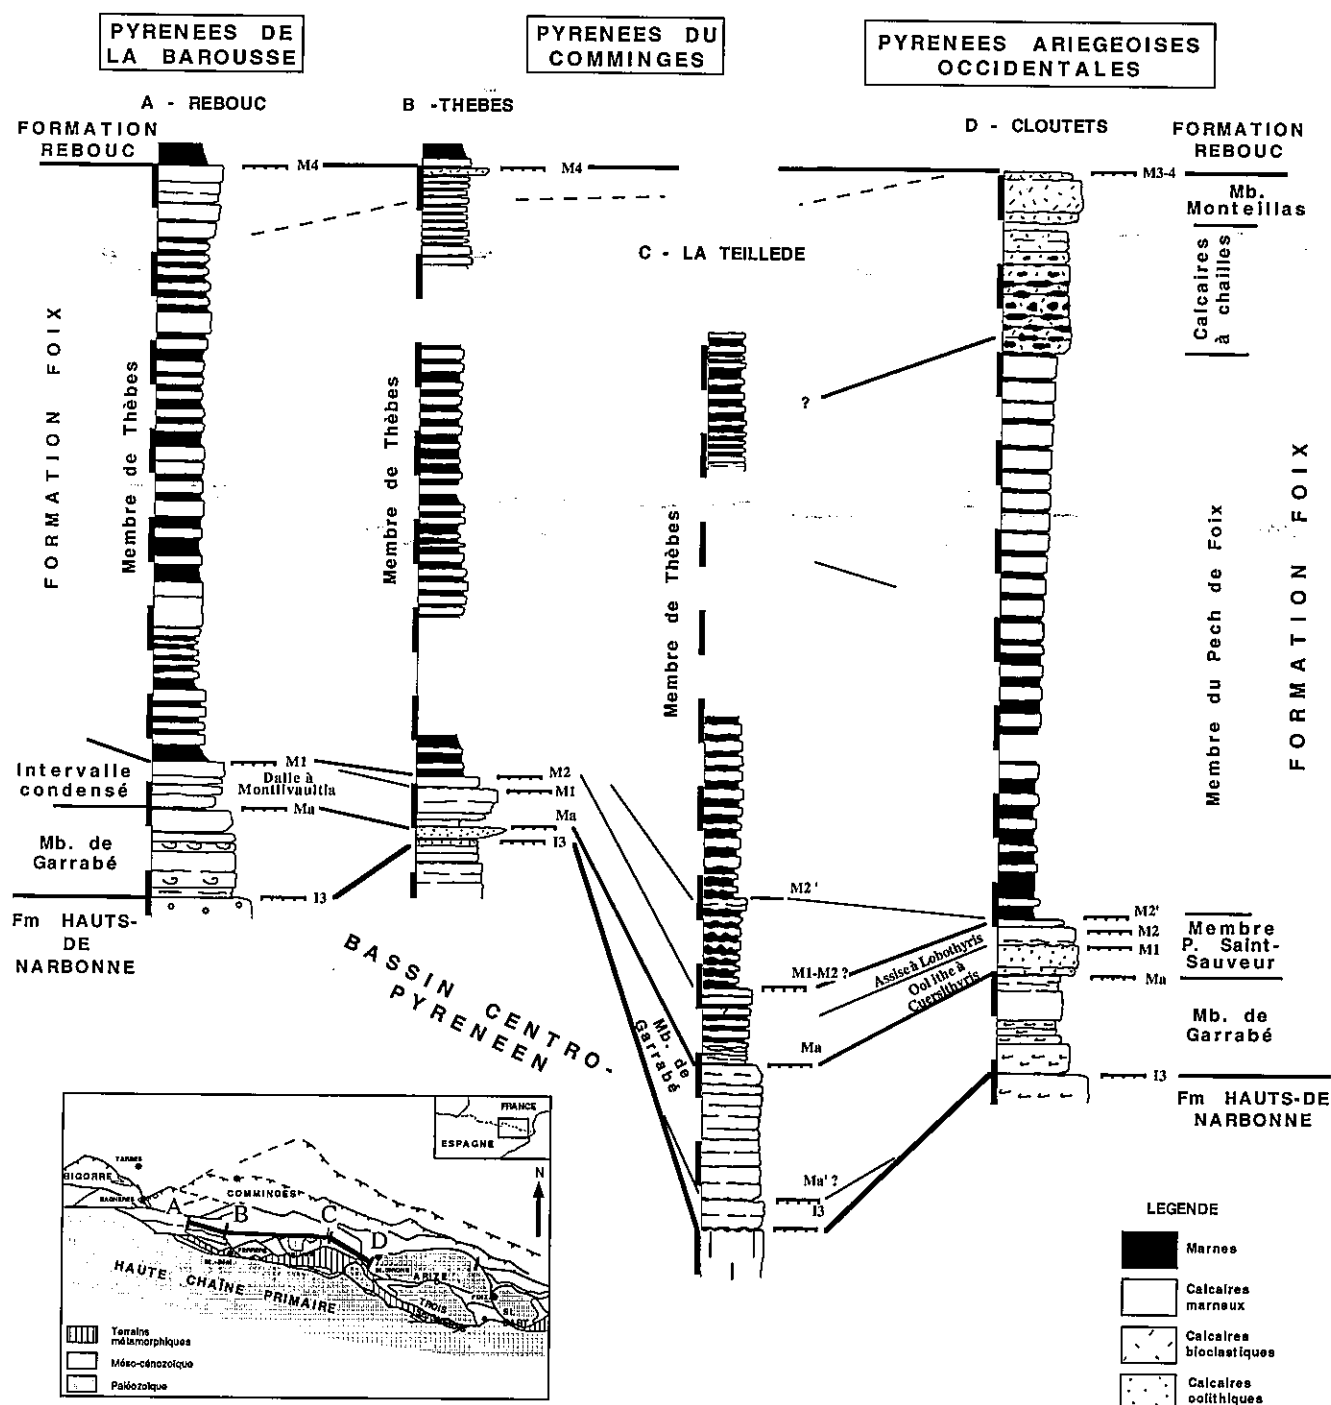 PYRENEES DE
LA BAROUSSE
PYRENEES DU
COMMINGES
PYRENEES ARIEGEOISES
OCCIDENTALES
A - REBOUC
B -THEBES
C - LA TEILLEDE
D - CLOUTETS
FORMATION
REBOUC
FORMATION
REBOUC
M4
M4
M3-4
Mb.
Monteillas
Calcaires
à chailles
FORMATION FOIX
Membre de Thèbes
Membre de Thèbes
Membre de Thèbes
?
Membre du Pech de Foix
FORMATION FOIX
Intervalle
condensé
Mb. de
Garrabé
Fm HAUTS-
DE
NARBONNE
M1
Dalle à
Montlivaultia
Ma
I3
M2
M1
Ma
I3
BASSIN CENTRO-
PYRENEEN
Mb. de
Garrabé
M2'
M1-M2 ?
Assise à Lobothyris
Oolithe à
Cuersithyris
Ma
Ma' ?
I3
M2'
M2
M1
Ma
I3
Membre
P. Saint-
Sauveur
Mb. de
Garrabé
Fm HAUTS-DE
NARBONNE
FRANCE
ESPAGNE
N
TARBES
BIGORRE
BAGNERES
COMMINGES
A
B
C
D
ARIZE
FOIX
TROIS
ST.
BART.
HAUTE CHAÎNE PRIMAIRE
Terrains
métamorphiques
Méso-cénozoïque
Paléozoïque
LEGENDE
Marnes
Calcaires
marneux
Calcaires
bioclastiques
Calcaires
oolithiques